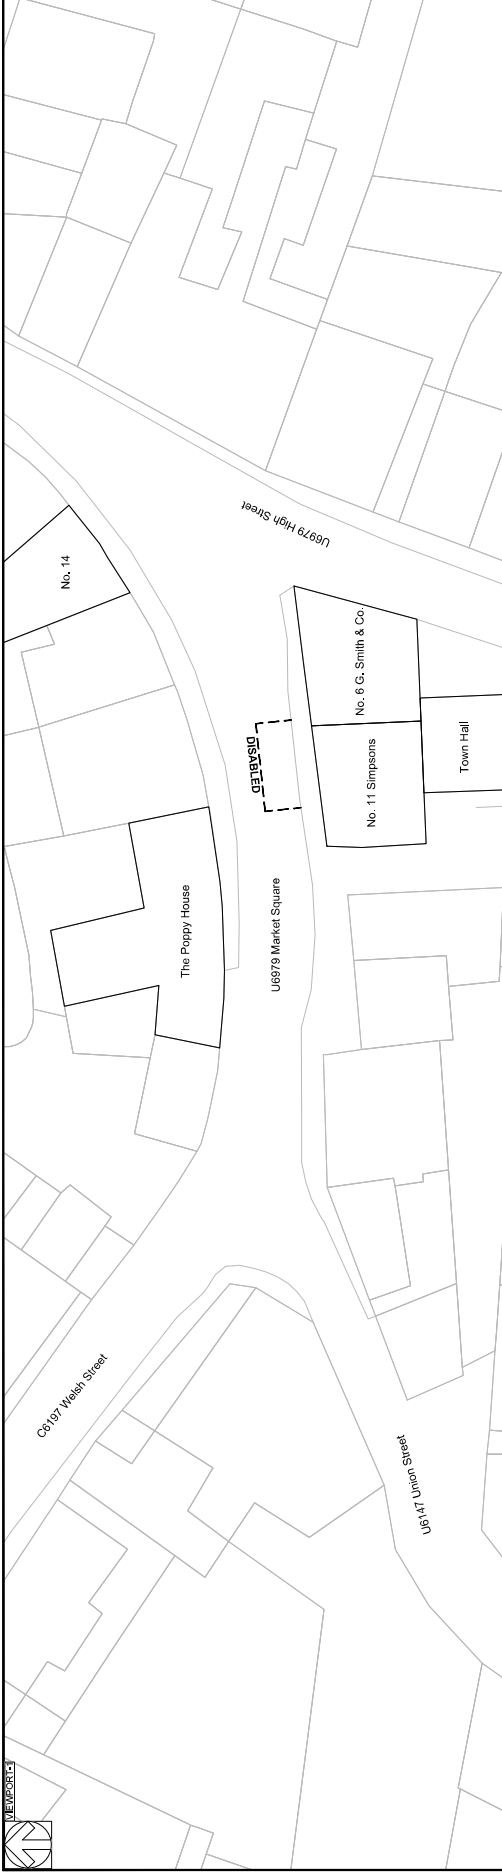 U6979 High Street
No. 14
No. 6 G. Smith & Co.
DISABLED
No. 11 Simpsons
Town Hall
The Poppy House
U6979 Market Square
C6197 Welsh Street
U6147 Union Street
VIEWPORT-1